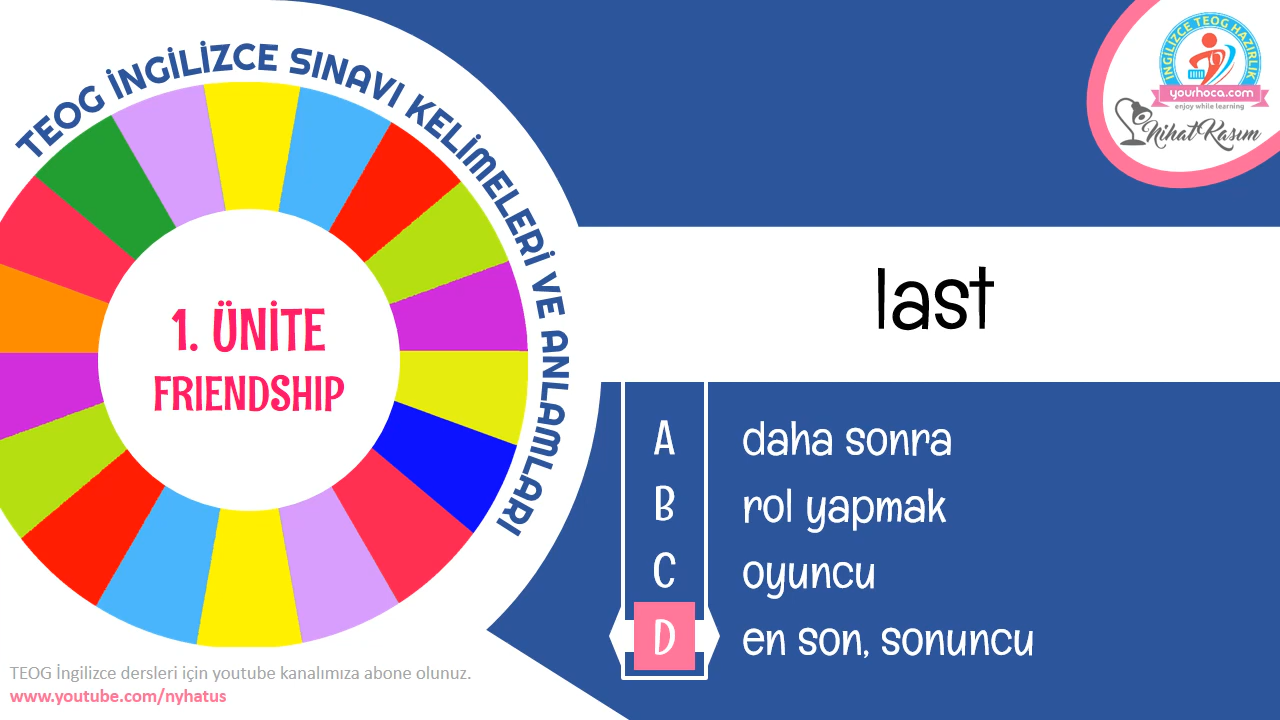 TEOG İNGİLİZCE SINAVI KELİMELERİ VE ANLAMLARI
İNGİLİZCE TEOG HAZIRLIK
yourhoca.com
enjoy while learning
Nihat Kasım
1. ÜNİTE
FRIENDSHIP
last
A daha sonra
B rol yapmak
C oyuncu
D en son, sonuncu
TEOG İngilizce dersleri için youtube kanalımıza abone olunuz.
www.youtube.com/nyhatus